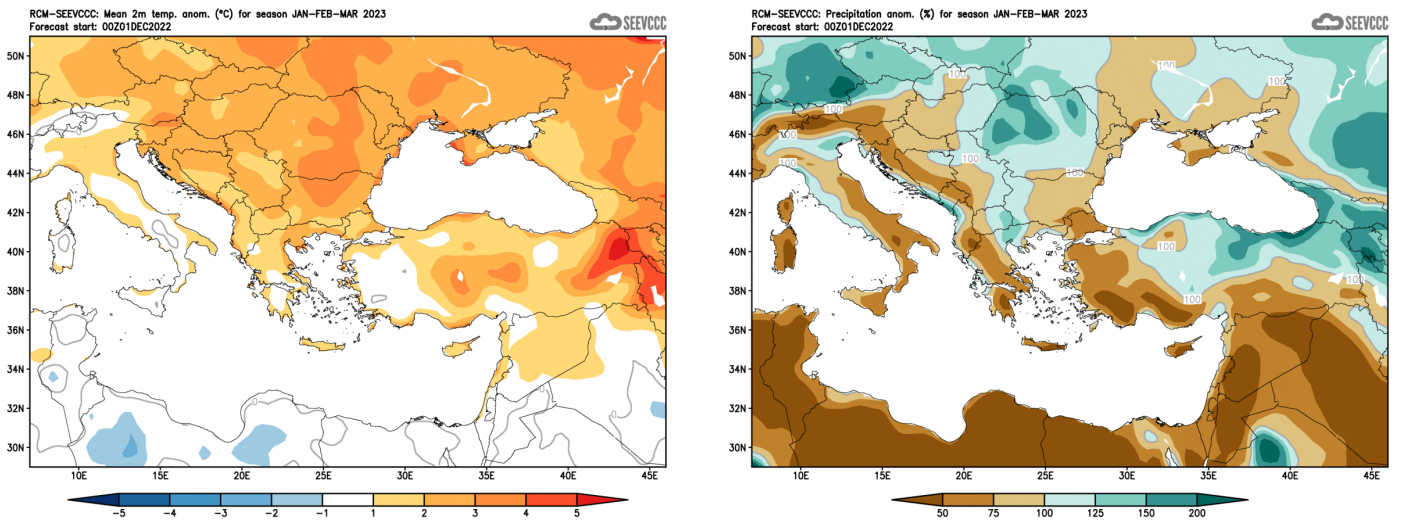 RCM-SEEVCCC: Mean 2m temp. anom. (°C) for season JAN-FEB-MAR 2023
Forecast start: 00Z01DEC2022
SEEVCCC
50N
48N
46N
44N
42N
40N
38N
36N
34N
32N
30N
0
0
10E 15E 20E 25E 30E 35E 40E 45E
-5 -4 -3 -2 -1 1 2 3 4 5
RCM-SEEVCCC: Precipitation anom. (%) for season JAN-FEB-MAR 2023
Forecast start: 00Z01DEC2022
SEEVCCC
50N
100
100 100
48N
100
46N
100
100
100
44N
100
42N
40N
100
100
38N
100
36N
34N
32N
30N
10E 15E 20E 25E 30E 35E 40E 45E
50 75 100 125 150 200